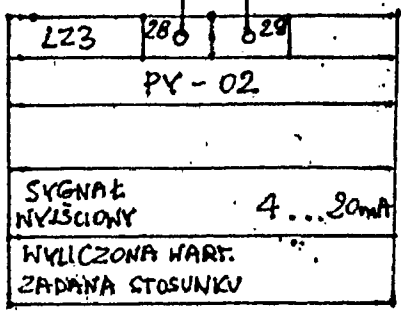 LZ3 28 29
PY - 02
SYGNAŁ
WYJŚCIOWY 4...20mA
WYLICZONA WART.
ZADANA STOSUNKU